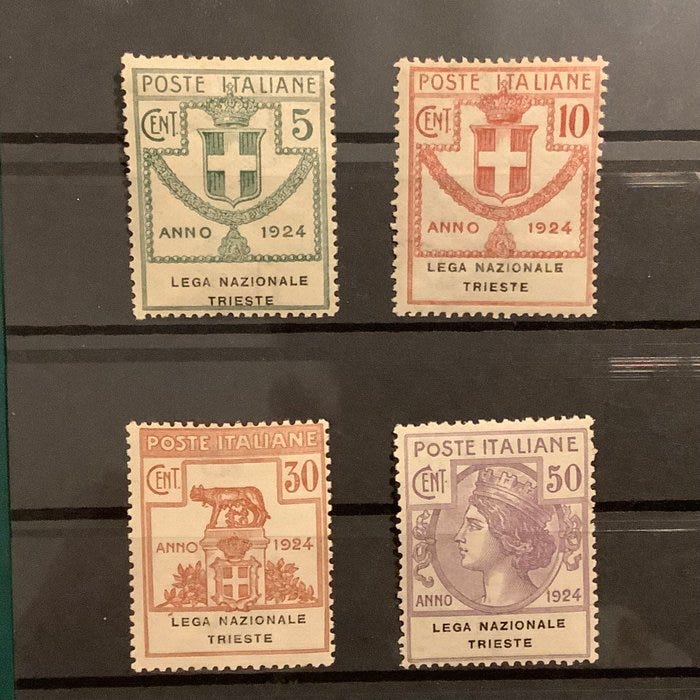 POSTE ITALIANE
CENT. 5
ANNO 1924
LEGA NAZIONALE
TRIESTE
POSTE ITALIANE
CENT. 10
ANNO 1924
LEGA NAZIONALE
TRIESTE
POSTE ITALIANE
CENT. 30
ANNO 1924
LEGA NAZIONALE
TRIESTE
POSTE ITALIANE
CENT. 50
ANNO 1924
LEGA NAZIONALE
TRIESTE